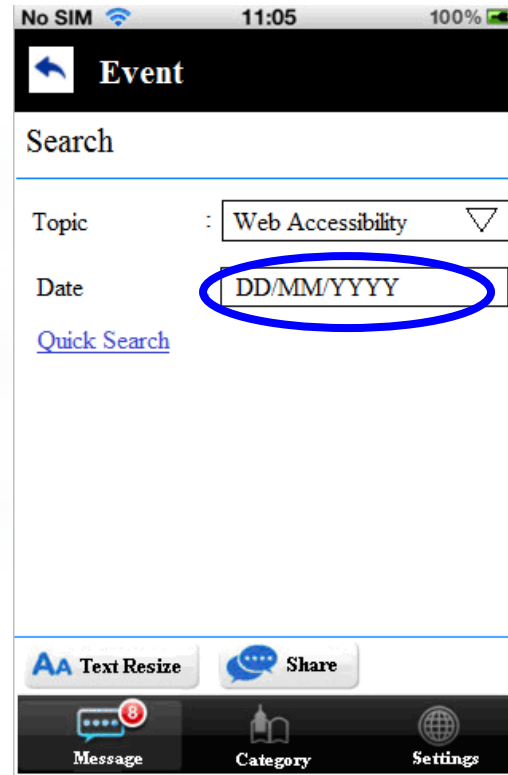 No SIM 11:05 100%
Event
Search
Topic : Web Accessibility
Date DD/MM/YYYY
Quick Search
AA Text Resize Share
8
Message Category Settings